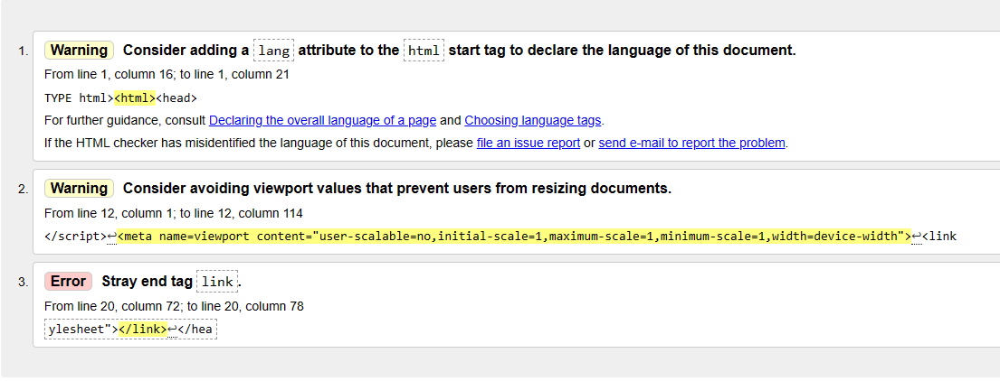 1. Warning Consider adding a lang attribute to the html start tag to declare the language of this document.
From line 1, column 16; to line 1, column 21
TYPE html><html><head>
For further guidance, consult Declaring the overall language of a page and Choosing language tags.
If the HTML checker has misidentified the language of this document, please file an issue report or send e-mail to report the problem.
2. Warning Consider avoiding viewport values that prevent users from resizing documents.
From line 12, column 1; to line 12, column 114
</script>↩<meta name=viewport content="user-scalable=no,initial-scale=1,maximum-scale=1,minimum-scale=1,width=device-width">↩<link
3. Error Stray end tag link.
From line 20, column 72; to line 20, column 78
ylesheet"></link>↩</hea